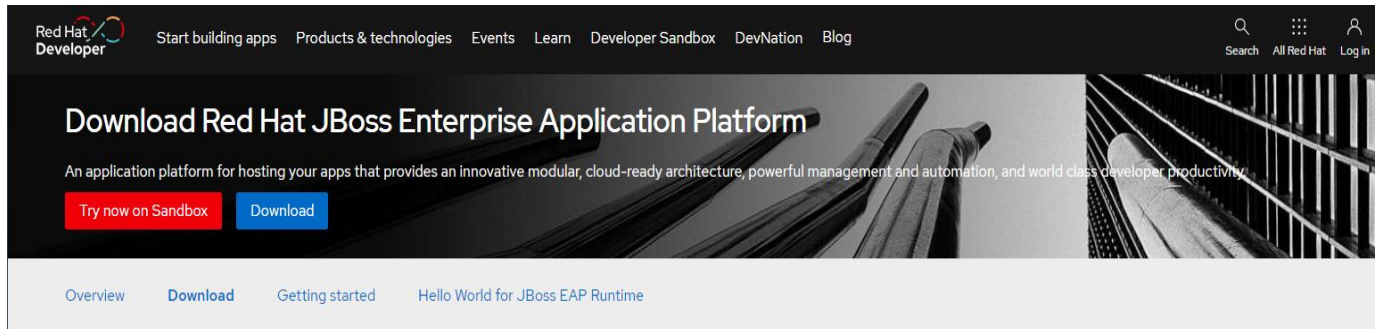 Red Hat
Developer
Start building apps Products & technologies Events Learn Developer Sandbox DevNation Blog
Search All Red Hat Log in
Download Red Hat JBoss Enterprise Application Platform
An application platform for hosting your apps that provides an innovative modular, cloud-ready architecture, powerful management and automation, and world class developer productivity.
Try now on Sandbox Download
Overview Download Getting started Hello World for JBoss EAP Runtime